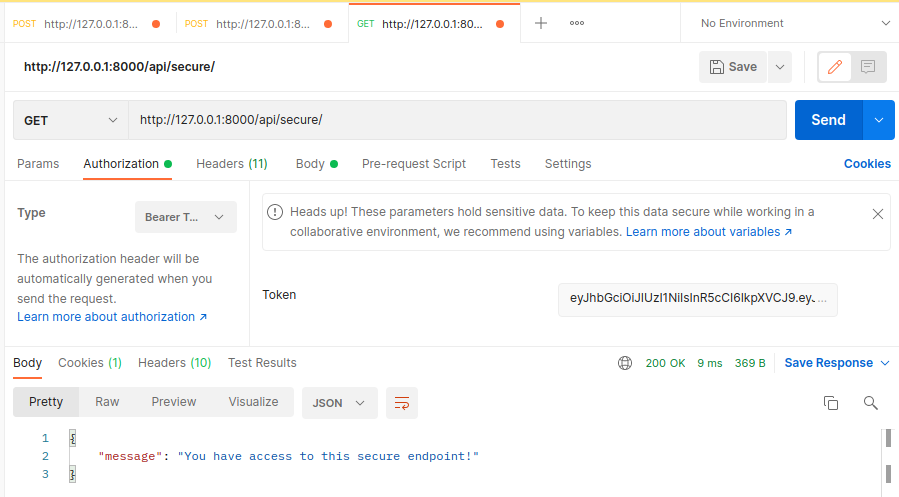 POST http://127.0.0.1:8... POST http://127.0.0.1:8... GET http://127.0.0.1:80... No Environment
http://127.0.0.1:8000/api/secure/ Save
GET http://127.0.0.1:8000/api/secure/ Send
Params Authorization Headers (11) Body Pre-request Script Tests Settings Cookies
Type Bearer T...
Heads up! These parameters hold sensitive data. To keep this data secure while working in a
collaborative environment, we recommend using variables. Learn more about variables ↗
The authorization header will be
automatically generated when you
send the request.
Learn more about authorization ↗
Token eyJhbGciOiJIUzI1NiIsInR5cCI6IkpXVCJ9.eyJ...
Body Cookies (1) Headers (10) Test Results 200 OK 9 ms 369 B Save Response
Pretty Raw Preview Visualize JSON
1 {
2 "message": "You have access to this secure endpoint!"
3 }